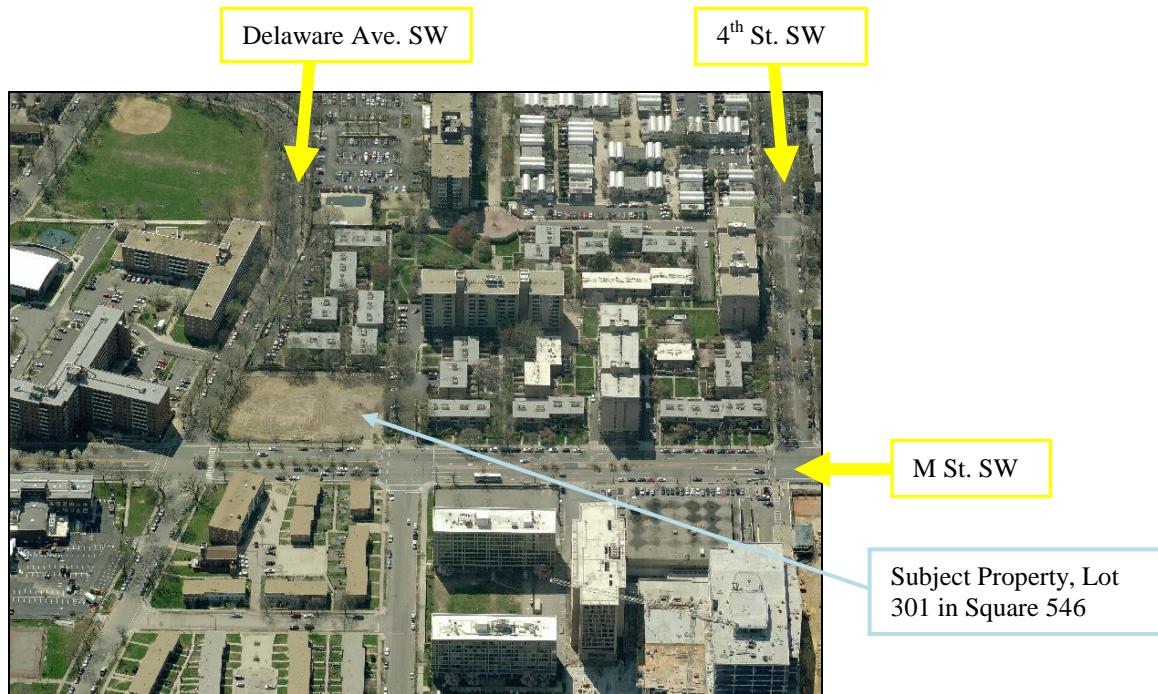 Delaware Ave. SW
4th St. SW
M St. SW
Subject Property, Lot
301 in Square 546